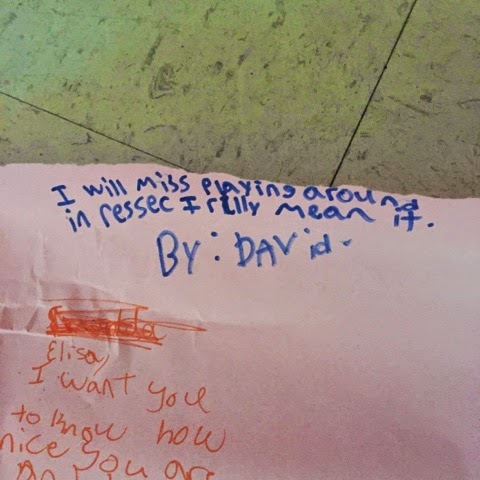 I will miss playing around
in ressec I rilly mean it.
By: DAVid.
Elisa,
I want you
to know how
nice you are